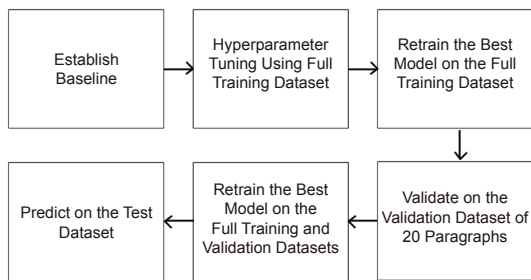 Establish
Baseline
Hyperparameter
Tuning Using Full
Training Dataset
Retrain the Best
Model on the Full
Training Dataset
Validate on the
Validation Dataset of
20 Paragraphs
Retrain the Best
Model on the
Full Training and
Validation Datasets
Predict on the Test
Dataset